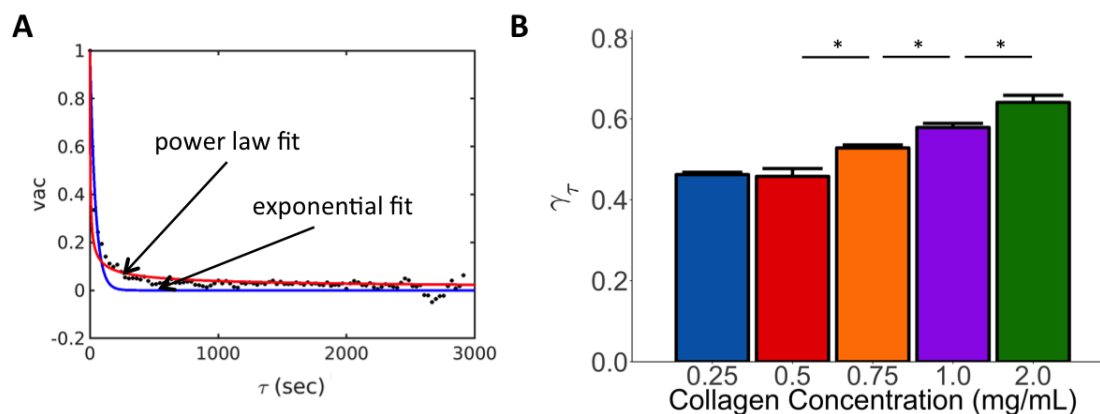 A
1
0.8
0.6
0.4
0.2
0
-0.2
vac
power law fit
exponential fit
0 1000 2000 3000
τ (sec)
B
* * *
0.8
0.6
0.4
0.2
0.0
γτ
0.25 0.5 0.75 1.0 2.0
Collagen Concentration (mg/mL)